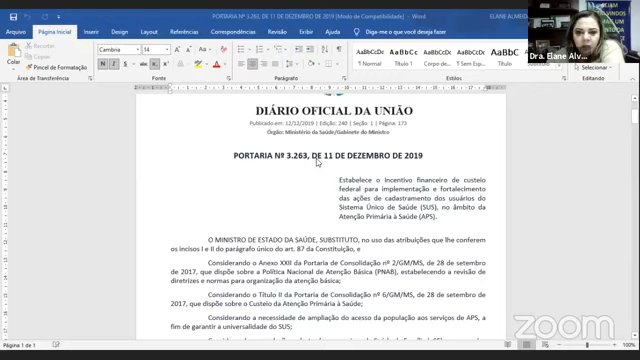 PORTARIA Nº 3.263, DE 11 DE DEZEMBRO DE 2019 [Modo de Compatibilidade] - Word
ELANE ALMEID
Arquivo Página Inicial Inserir Design Layout Referências Correspondências Revisão Exibir Ajuda Diga-me o que você deseja fazer
Recortar
Copiar
Pincel de Formatação
Colar
Cambria 14
AaBbCcDc AaBbCc AaBbCcDc AaBbCcDc AaBbC
¶ Normal Título 1 Corpo de... ¶ Título
Área de Transferência Fonte Parágrafo Estilos
Dra. Elane Alv...
DIÁRIO OFICIAL DA UNIÃO
Publicado em: 12/12/2019 | Edição: 240 | Seção: 1 | Página: 173
Órgão: Ministério da Saúde/Gabinete do Ministro
PORTARIA Nº 3.263, DE 11 DE DEZEMBRO DE 2019
Estabelece o incentivo financeiro de custeio
federal para implementação e fortalecimento
das ações de cadastramento dos usuários do
Sistema Único de Saúde (SUS), no âmbito da
Atenção Primária à Saúde (APS).
O MINISTRO DE ESTADO DA SAÚDE, SUBSTITUTO, no uso das atribuições que lhe conferem
os incisos I e II do parágrafo único do art. 87 da Constituição, e
Considerando o Anexo XXII da Portaria de Consolidação nº 2/GM/MS, de 28 de setembro
de 2017, que dispõe sobre a Política Nacional de Atenção Básica (PNAB), estabelecendo a revisão de
diretrizes e normas para organização da atenção básica;
Considerando o Título II da Portaria de Consolidação nº 6/GM/MS, de 28 de setembro de
2017, que dispõe sobre o Custeio da Atenção Primária à Saúde;
Considerando a necessidade de ampliação do acesso da população aos serviços de APS, a
fim de garantir a universalidade do SUS;
zoom
Página 1 de 1
100%